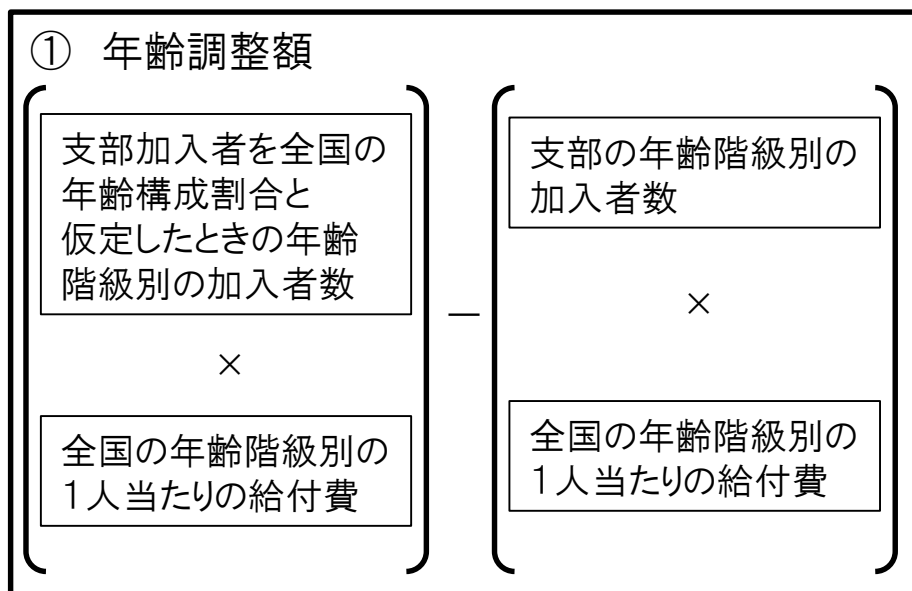 ① 年齢調整額
支部加入者を全国の
年齢構成割合と
仮定したときの年齢
階級別の加入者数
×
全国の年齢階級別の
1人当たりの給付費
－
支部の年齢階級別の
加入者数
×
全国の年齢階級別の
1人当たりの給付費